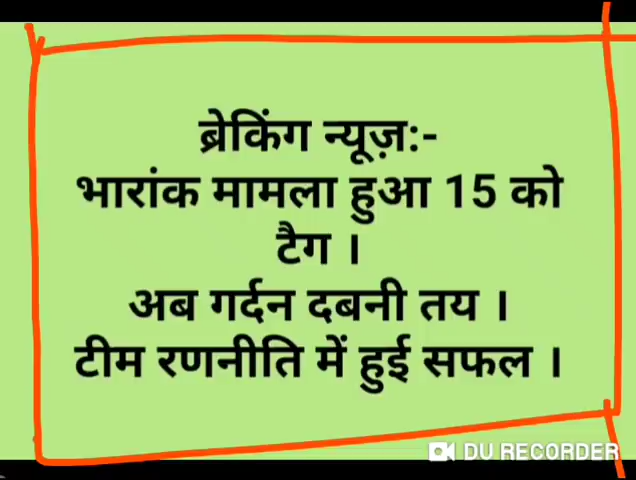 ब्रेकिंग न्यूज़:-
भारांक मामला हुआ 15 को
टैग ।
अब गर्दन दबनी तय ।
टीम रणनीति में हुई सफल ।
DU RECORDER